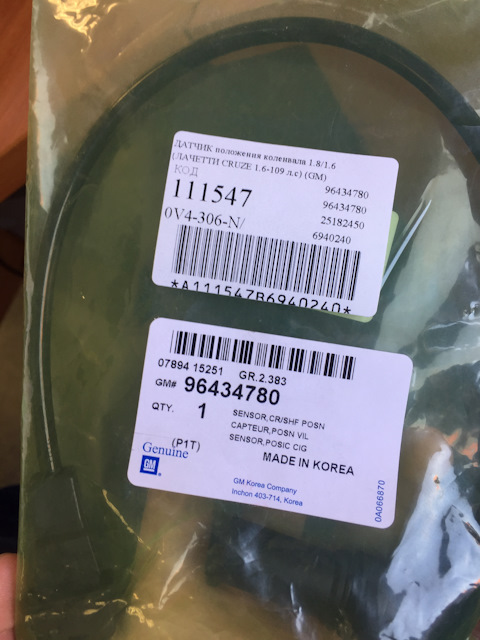 ДАТЧИК положения коленвала 1.8/1.6
(ЛАЧЕТТИ CRUZE 1.6-109 л.с) (GM)
КОД 96434780
111547 96434780
0V4-306-N/ 25182450
6940240
*A111547B6940240*
07894 15251 GR.2.383
GM# 96434780
QTY. 1
SENSOR,CR/SHF POSN
CAPTEUR,POSN VIL
SENSOR,POSIC CIG
(P1T)
MADE IN KOREA
Genuine
GM
GM Korea Company
Inchon 403-714, Korea
0A066870